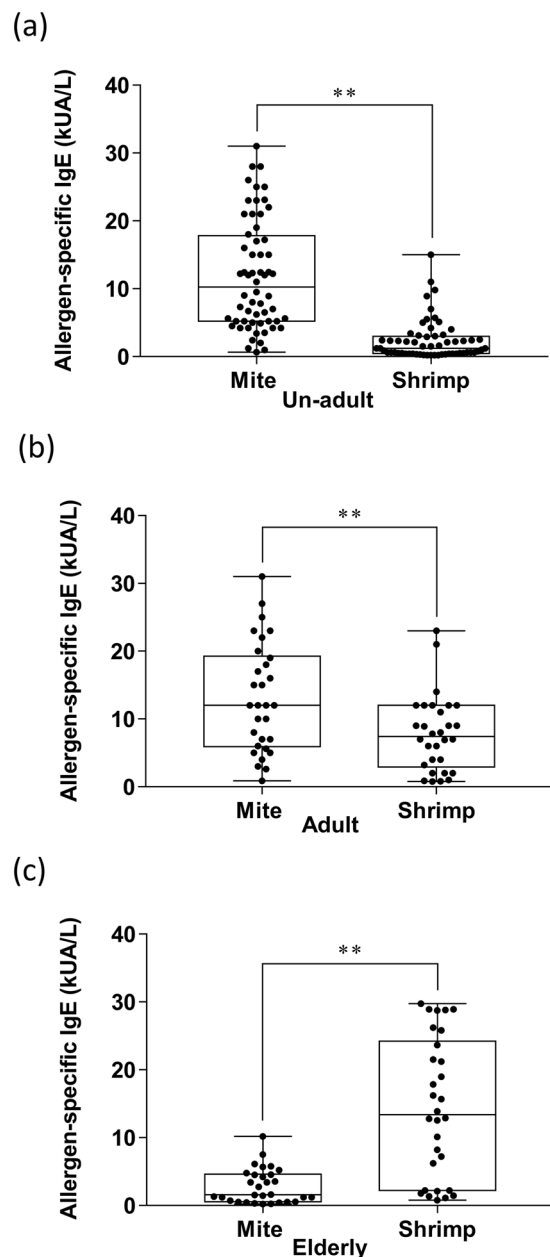 (a)
Allergen-specific IgE (kUA/L)
40
30
20
10
0
**
Mite
Shrimp
Un-adult
(b)
Allergen-specific IgE (kUA/L)
40
30
20
10
0
**
Mite
Shrimp
Adult
(c)
Allergen-specific IgE (kUA/L)
40
30
20
10
0
**
Mite
Shrimp
Elderly